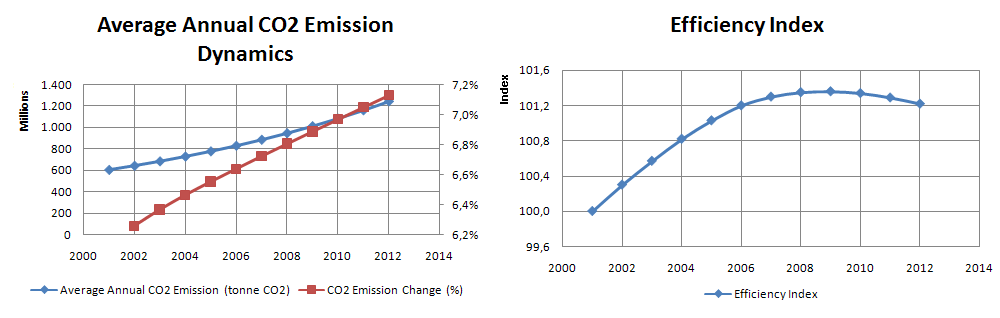 Average Annual CO2 Emission
Dynamics
Millions
1.400
1.200
1.000
800
600
400
200
0
7,2%
7,0%
6,8%
6,6%
6,4%
6,2%
2000 2002 2004 2006 2008 2010 2012 2014
Average Annual CO2 Emission (tonne CO2) CO2 Emission Change (%)
Efficiency Index
Index
101,6
101,2
100,8
100,4
100,0
99,6
2000 2002 2004 2006 2008 2010 2012 2014
Efficiency Index